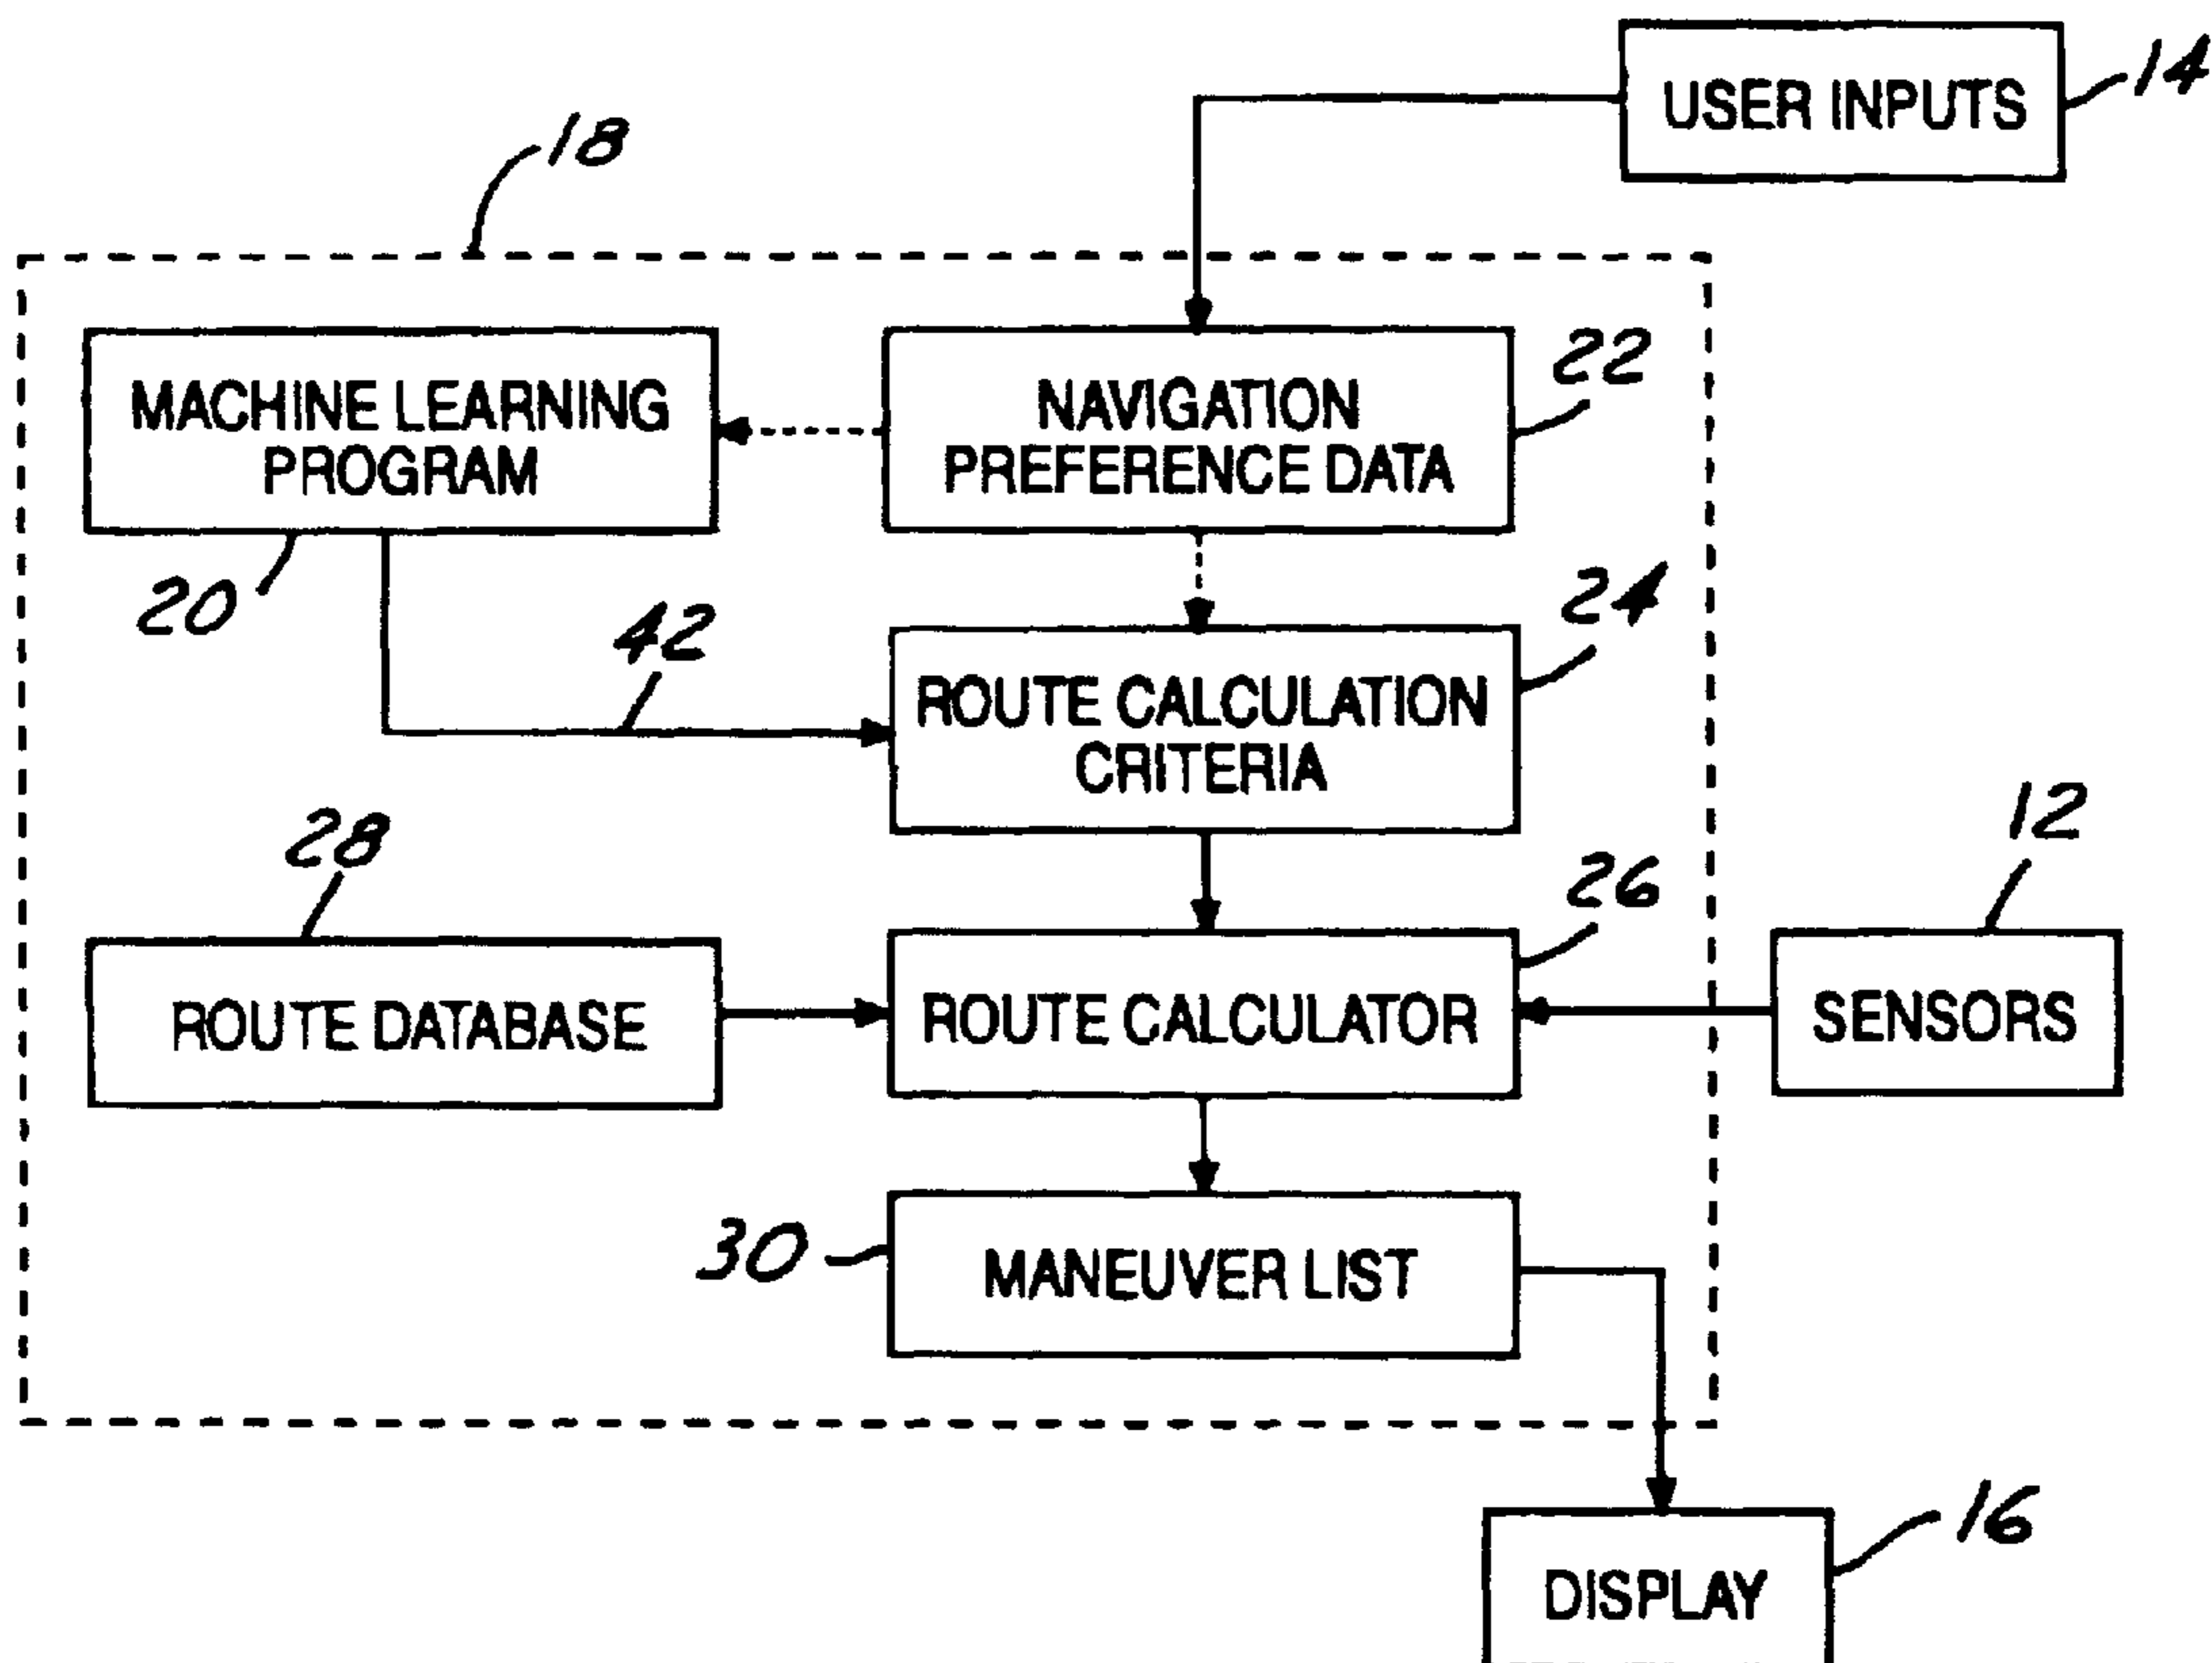 USER INPUTS
14
18
MACHINE LEARNING
PROGRAM
20
NAVIGATION
PREFERENCE DATA
22
42
ROUTE CALCULATION
CRITERIA
24
28
ROUTE DATABASE
ROUTE CALCULATOR
26
12
SENSORS
30
MANEUVER LIST
DISPLAY
16